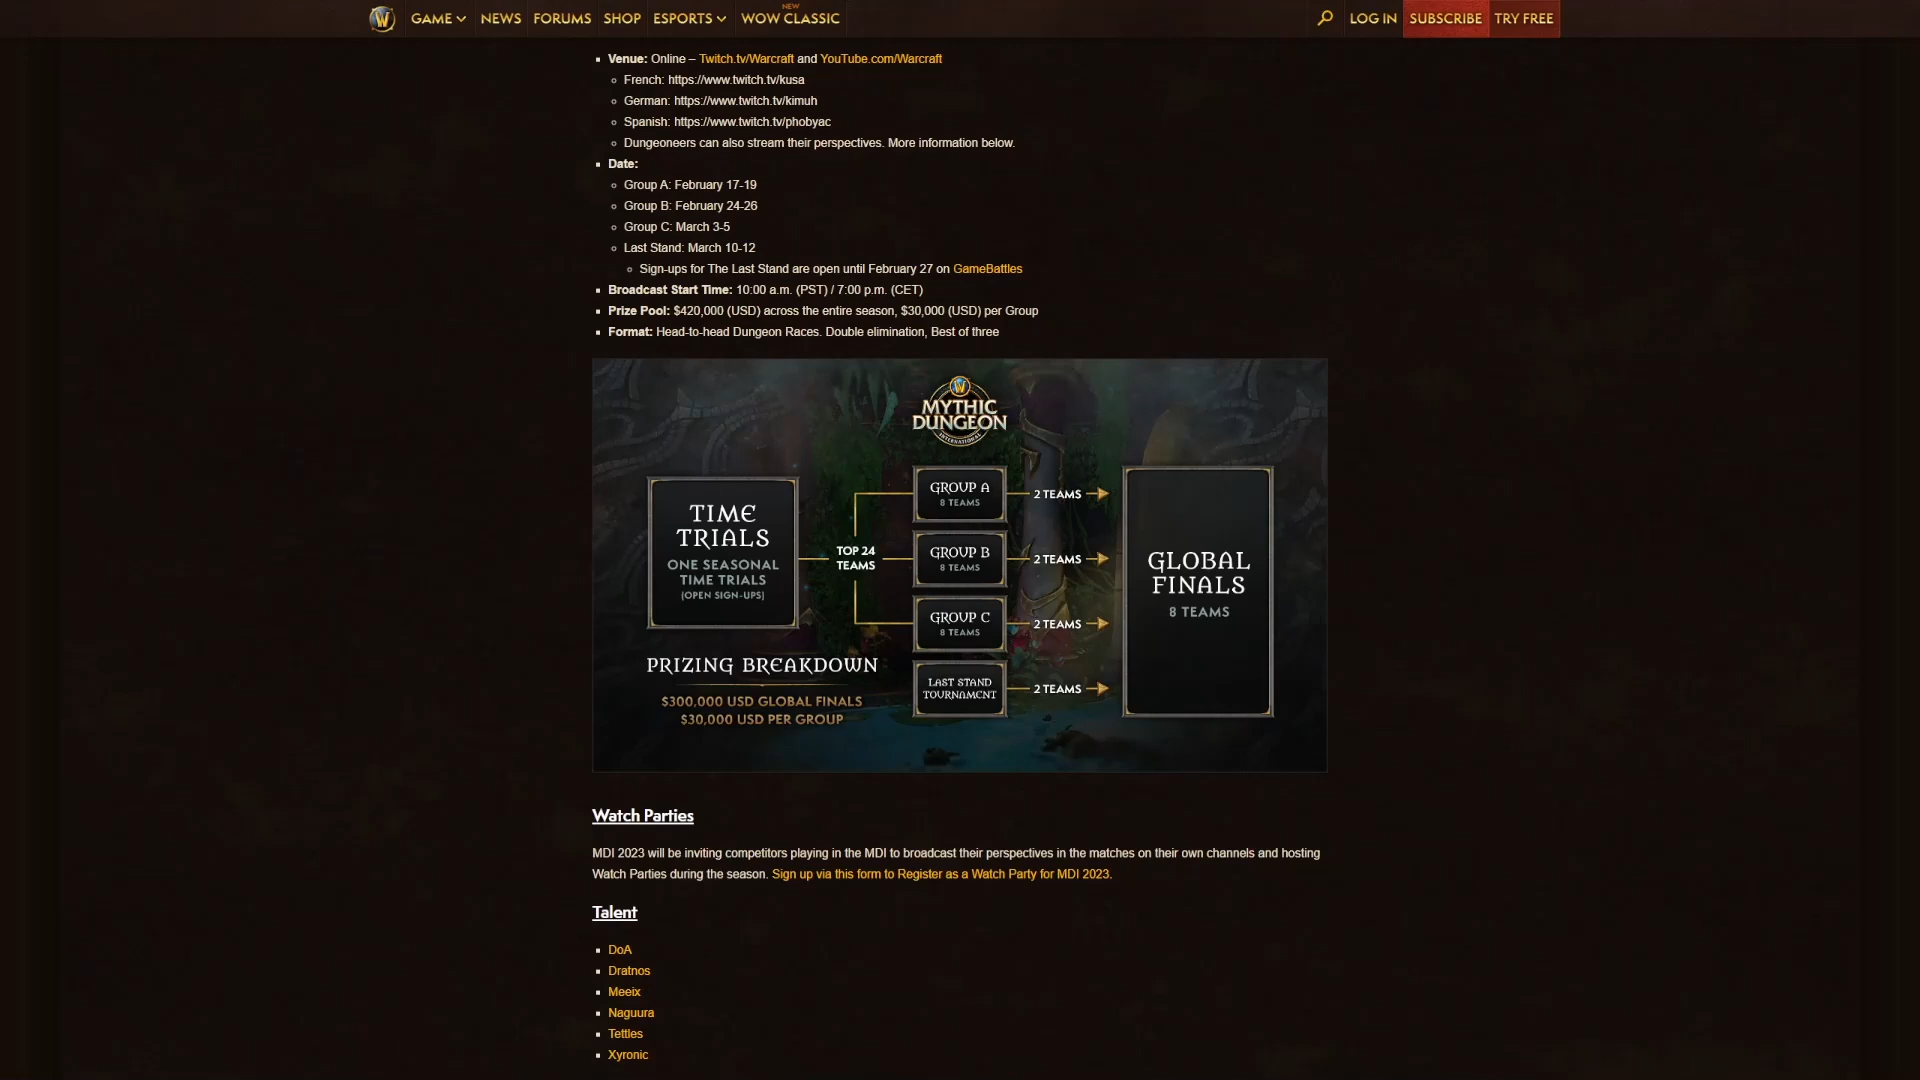 GAME NEWS FORUMS SHOP ESPORTS NEW WOW CLASSIC LOG IN SUBSCRIBE TRY FREE
Venue: Online – Twitch.tv/Warcraft and YouTube.com/Warcraft
French: https://www.twitch.tv/kusa
German: https://www.twitch.tv/kimuh
Spanish: https://www.twitch.tv/phobyac
Dungeoneers can also stream their perspectives. More information below.
Date:
Group A: February 17-19
Group B: February 24-26
Group C: March 3-5
Last Stand: March 10-12
Sign-ups for The Last Stand are open until February 27 on GameBattles
Broadcast Start Time: 10:00 a.m. (PST) / 7:00 p.m. (CET)
Prize Pool: $420,000 (USD) across the entire season, $30,000 (USD) per Group
Format: Head-to-head Dungeon Races. Double elimination, Best of three
W
MYTHIC
DUNGEON
INTERNATIONAL
TIME
TRIALS
ONE SEASONAL
TIME TRIALS
(OPEN SIGN-UPS)
TOP 24
TEAMS
GROUP A
8 TEAMS
2 TEAMS
GROUP B
8 TEAMS
2 TEAMS
GROUP C
8 TEAMS
2 TEAMS
LAST STAND
TOURNAMENT
2 TEAMS
GLOBAL
FINALS
8 TEAMS
PRIZING BREAKDOWN
$300,000 USD GLOBAL FINALS
$30,000 USD PER GROUP
Watch Parties
MDI 2023 will be inviting competitors playing in the MDI to broadcast their perspectives in the matches on their own channels and hosting
Watch Parties during the season. Sign up via this form to Register as a Watch Party for MDI 2023.
Talent
DoA
Dratnos
Meeix
Naguura
Tettles
Xyronic